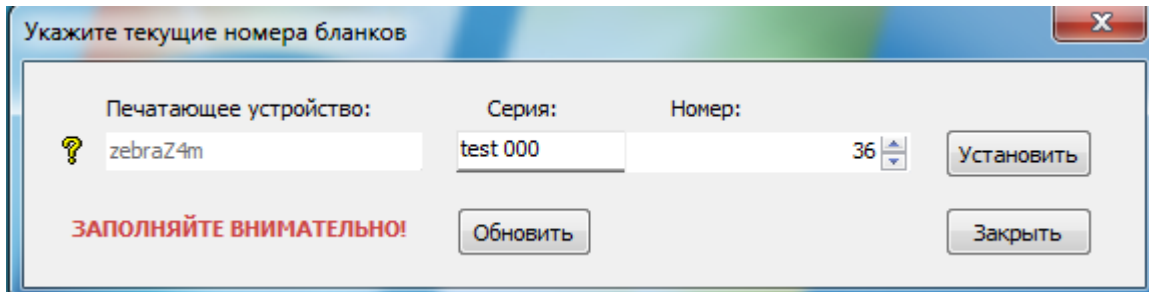 Укажите текущие номера бланков
Печатающее устройство: Серия: Номер:
zebraZ4m test 000 36 Установить
ЗАПОЛНЯЙТЕ ВНИМАТЕЛЬНО! Обновить Закрыть